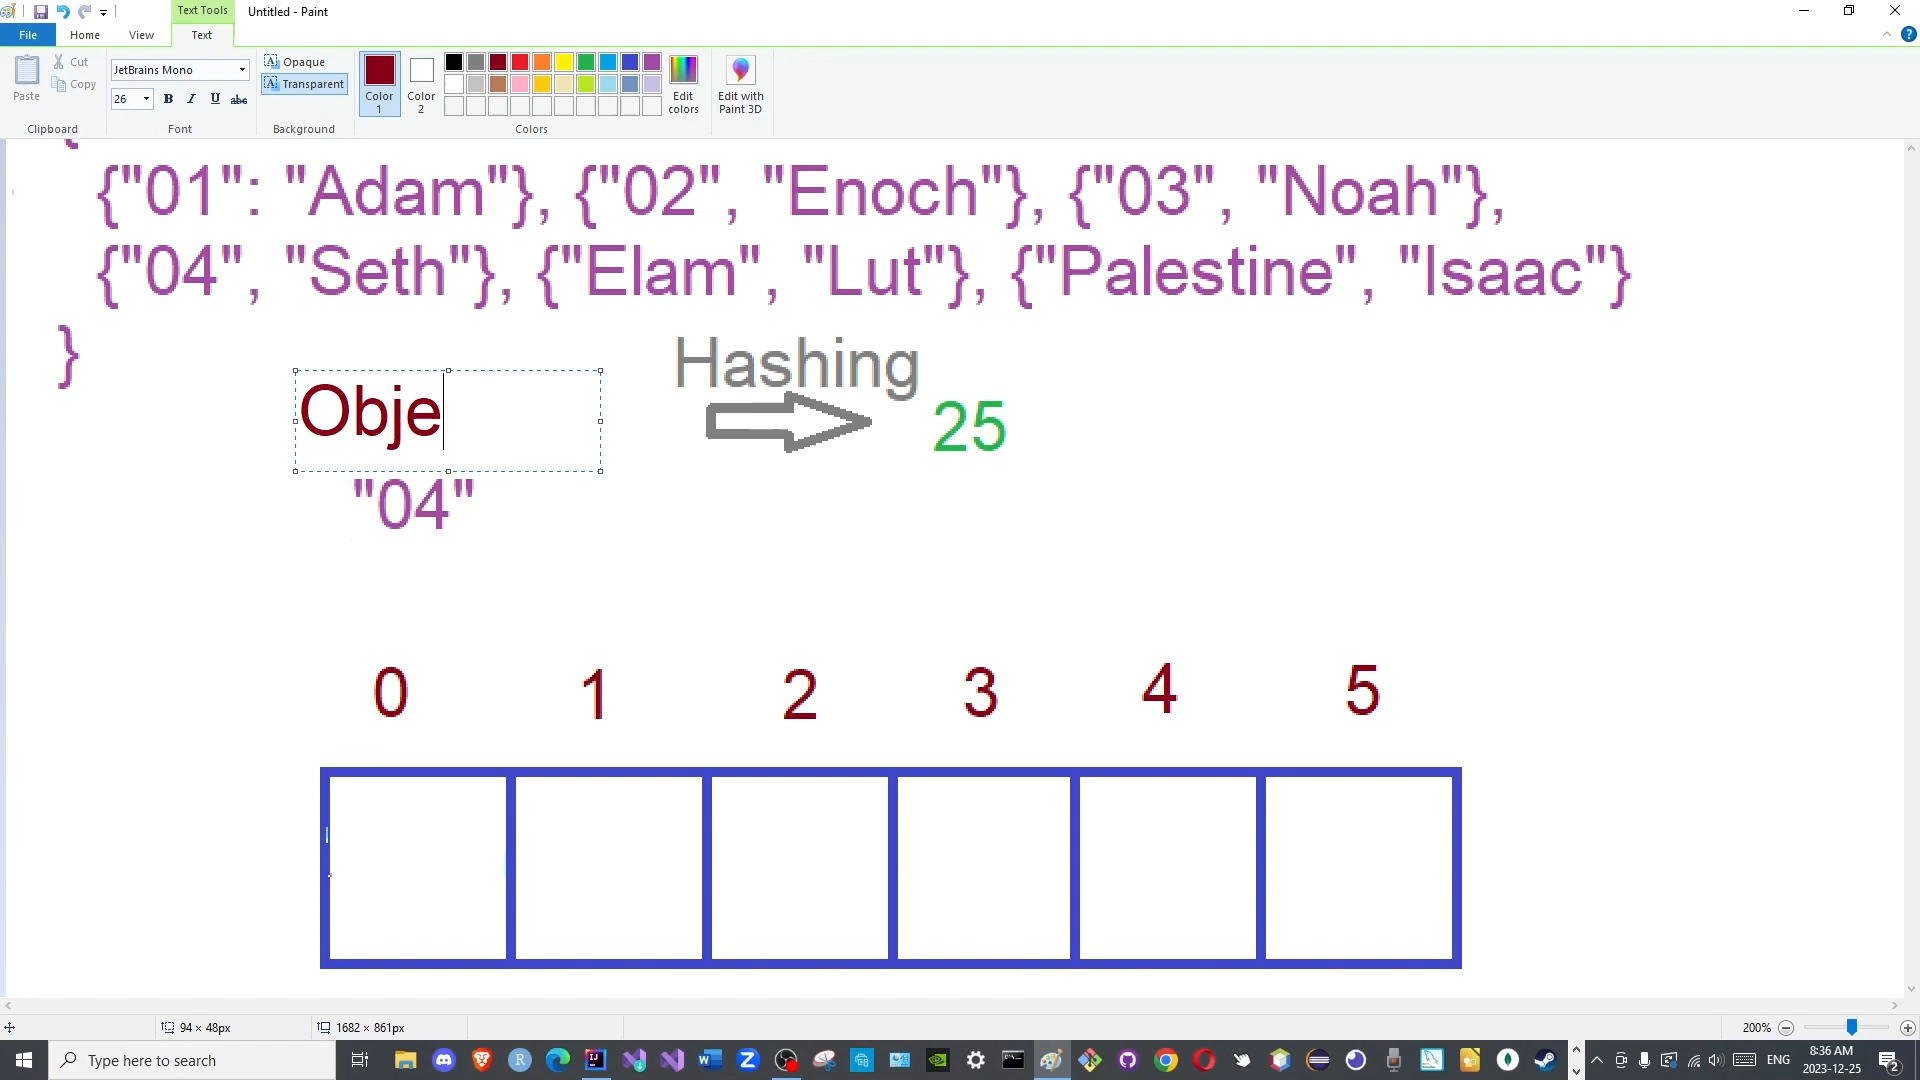 Text Tools
Untitled - Paint
File
Home
View
Text
Paste
Cut
Copy
JetBrains Mono
26
B
I
U
abc
Opaque
Transparent
Color 1
Color 2
Edit colors
Edit with Paint 3D
Clipboard
Font
Background
Colors
{
{"01": "Adam"}, {"02", "Enoch"}, {"03", "Noah"},
{"04", "Seth"}, {"Elam", "Lut"}, {"Palestine", "Isaac"}
}
Hashing
Obje
25
"04"
0 1 2 3 4 5
94 × 48px
1682 × 861px
200%
Type here to search
ENG
8:36 AM
2023-12-25
2